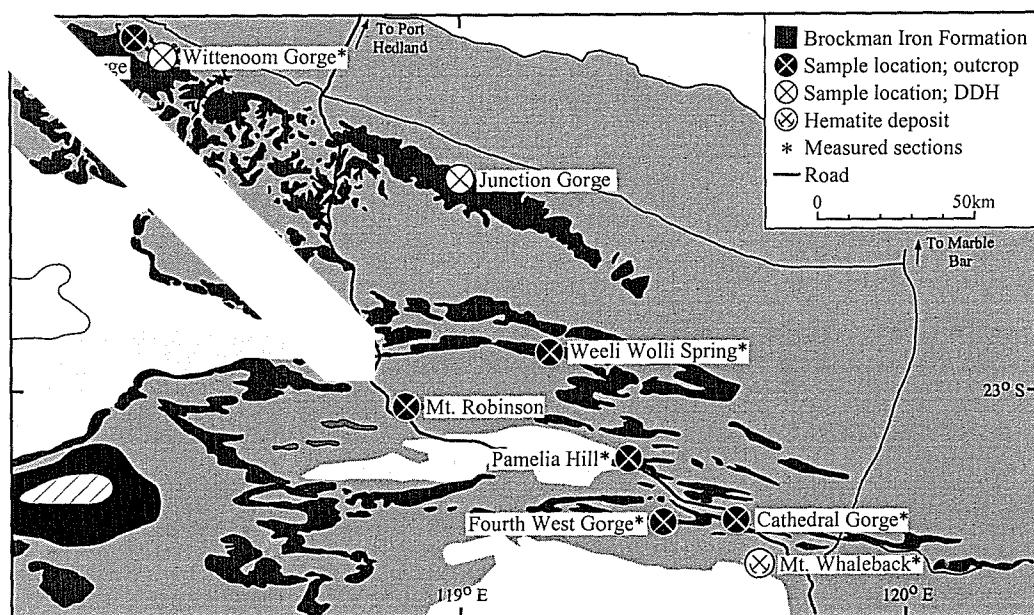 To Port
Hedland
Wittenoom Gorge*
Brockman Iron Formation
Sample location; outcrop
Sample location; DDH
Hematite deposit
* Measured sections
Road
0 50km
Junction Gorge
To Marble
Bar
Weeli Wolli Spring*
23° S
Mt. Robinson
Pamelia Hill*
Fourth West Gorge*
Cathedral Gorge*
Mt. Whaleback*
119° E
120° E